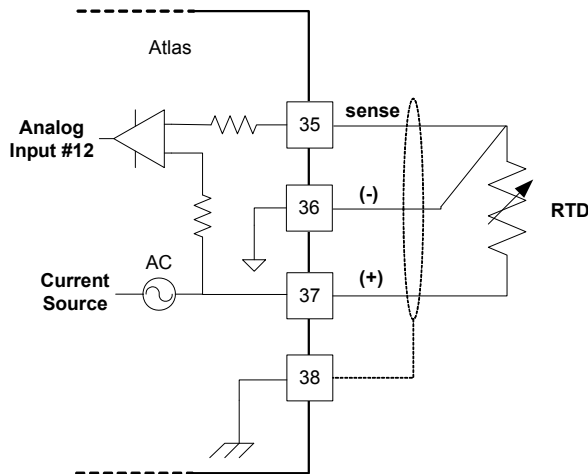 Atlas
35
sense
Analog
Input #12
36
(-)
RTD
AC
Current
Source
37
(+)
38